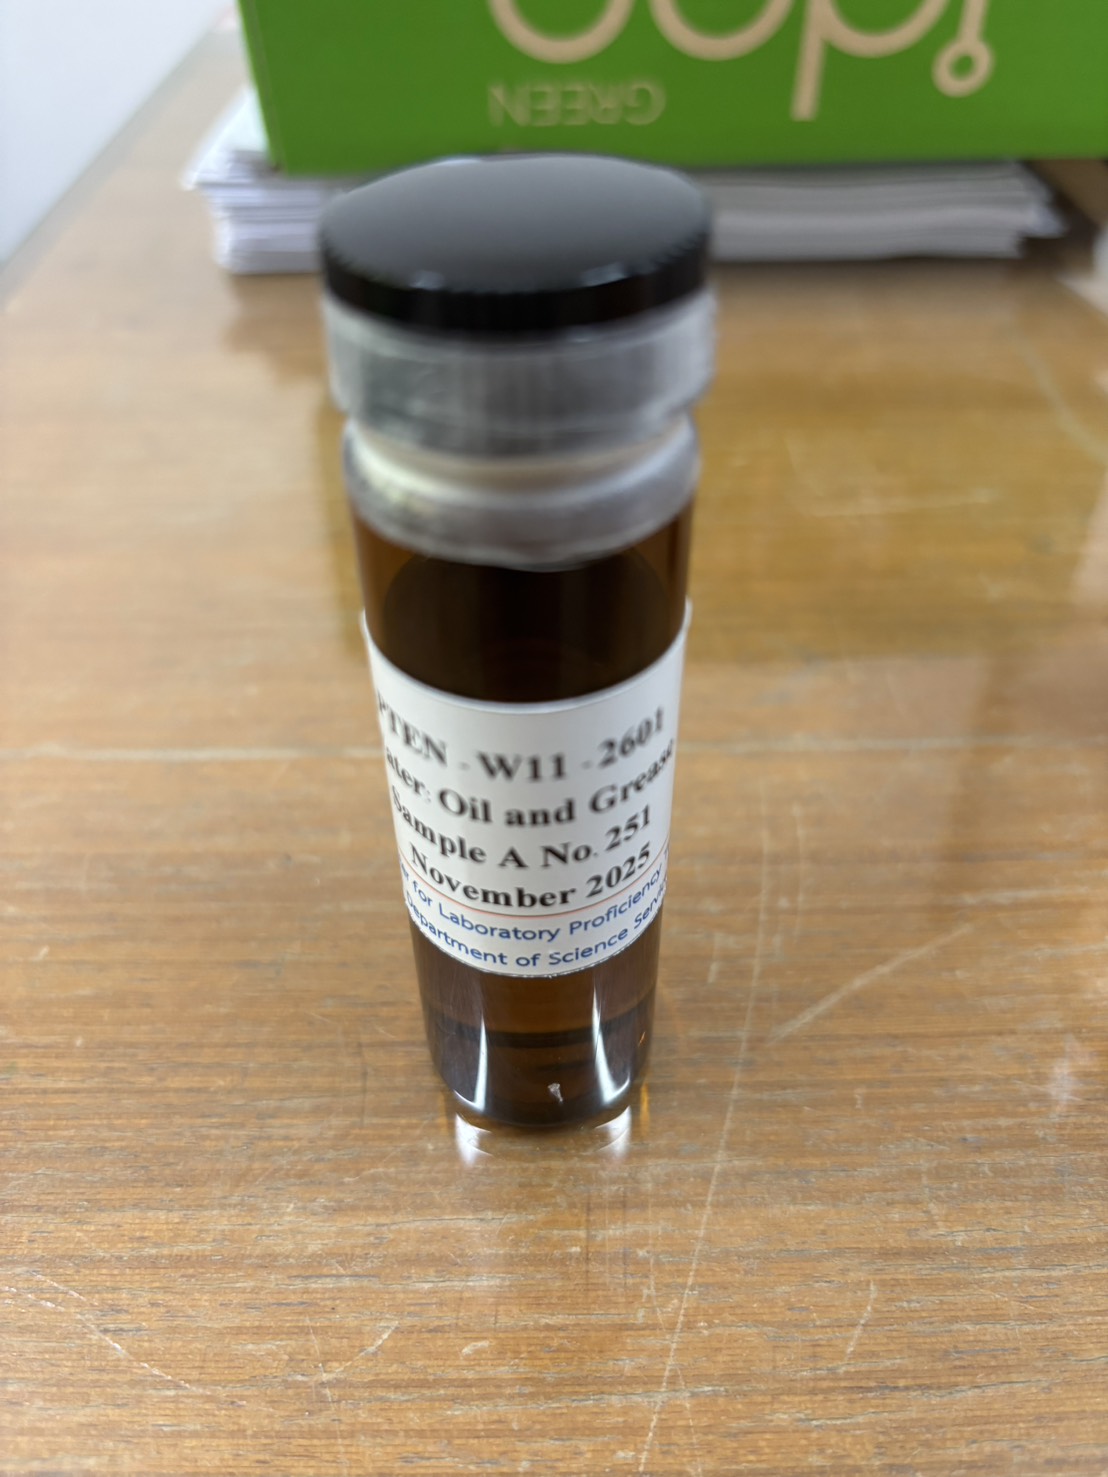 GREEN
PTEN - W11 - 2601
ater: Oil and Grease
Sample A No. 251
November 2025
for Laboratory Proficiency
Department of Science Serv